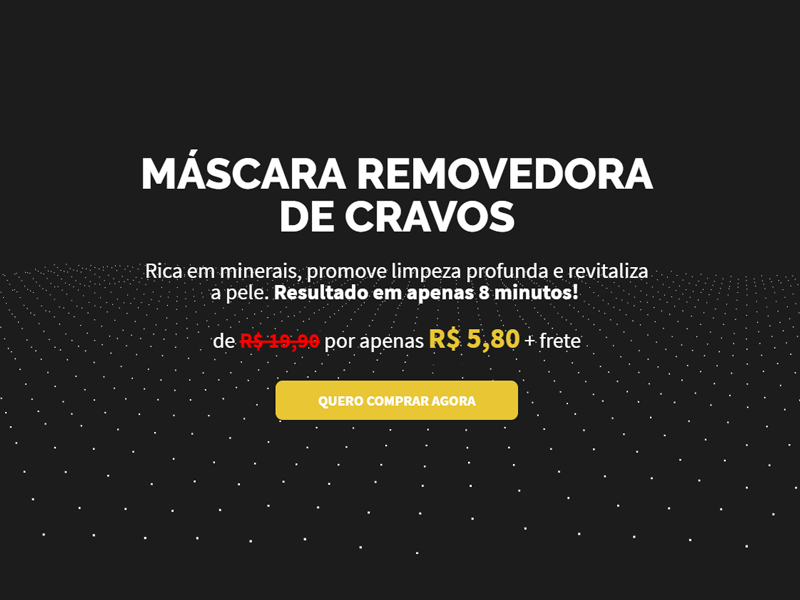 MÁSCARA REMOVEDORA
DE CRAVOS
Rica em minerais, promove limpeza profunda e revitaliza
a pele. Resultado em apenas 8 minutos!
de R$ 19,90 por apenas R$ 5,80 + frete
QUERO COMPRAR AGORA